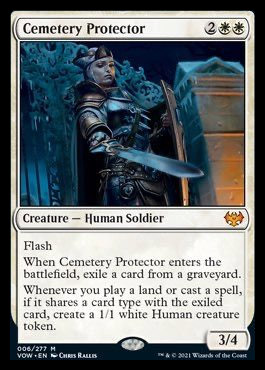 Cemetery Protector 2
Creature — Human Soldier
Flash
When Cemetery Protector enters the
battlefield, exile a card from a graveyard.
Whenever you play a land or cast a spell,
if it shares a card type with the exiled
card, create a 1/1 white Human creature
token.
3/4
006/277 M
VOW • EN Chris Rallis
™ & © 2021 Wizards of the Coast